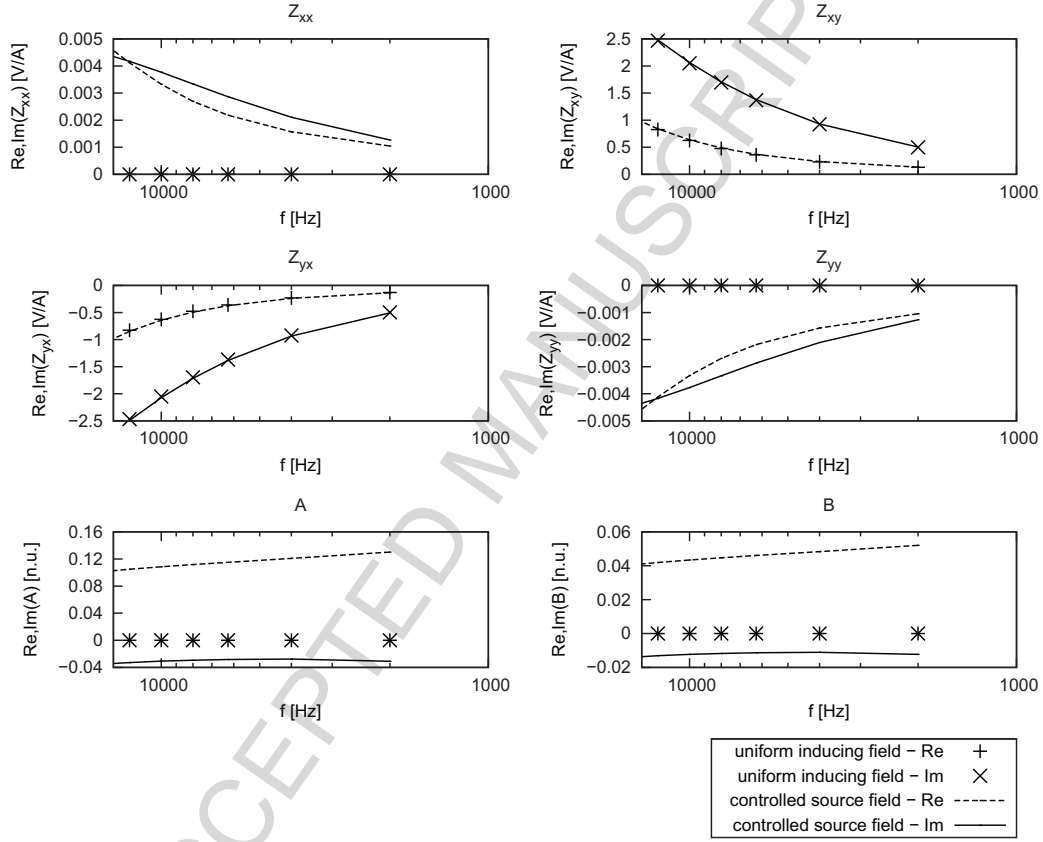 Z_xx
Re,Im(Z_xx) [V/A]
0.005
0.004
0.003
0.002
0.001
0
10000
1000
f [Hz]
Z_xy
Re,Im(Z_xy) [V/A]
2.5
2
1.5
1
0.5
0
10000
1000
f [Hz]
Z_yx
Re,Im(Z_yx) [V/A]
0
−0.5
−1
−1.5
−2
−2.5
10000
1000
f [Hz]
Z_yy
Re,Im(Z_yy) [V/A]
0
−0.001
−0.002
−0.003
−0.004
−0.005
10000
1000
f [Hz]
A
Re,Im(A) [n.u.]
0.16
0.12
0.08
0.04
0
−0.04
10000
1000
f [Hz]
B
Re,Im(B) [n.u.]
0.06
0.04
0.02
0
−0.02
10000
1000
f [Hz]
uniform inducing field − Re
uniform inducing field − Im
controlled source field − Re
controlled source field − Im
CCEPTED MANUSCRIP